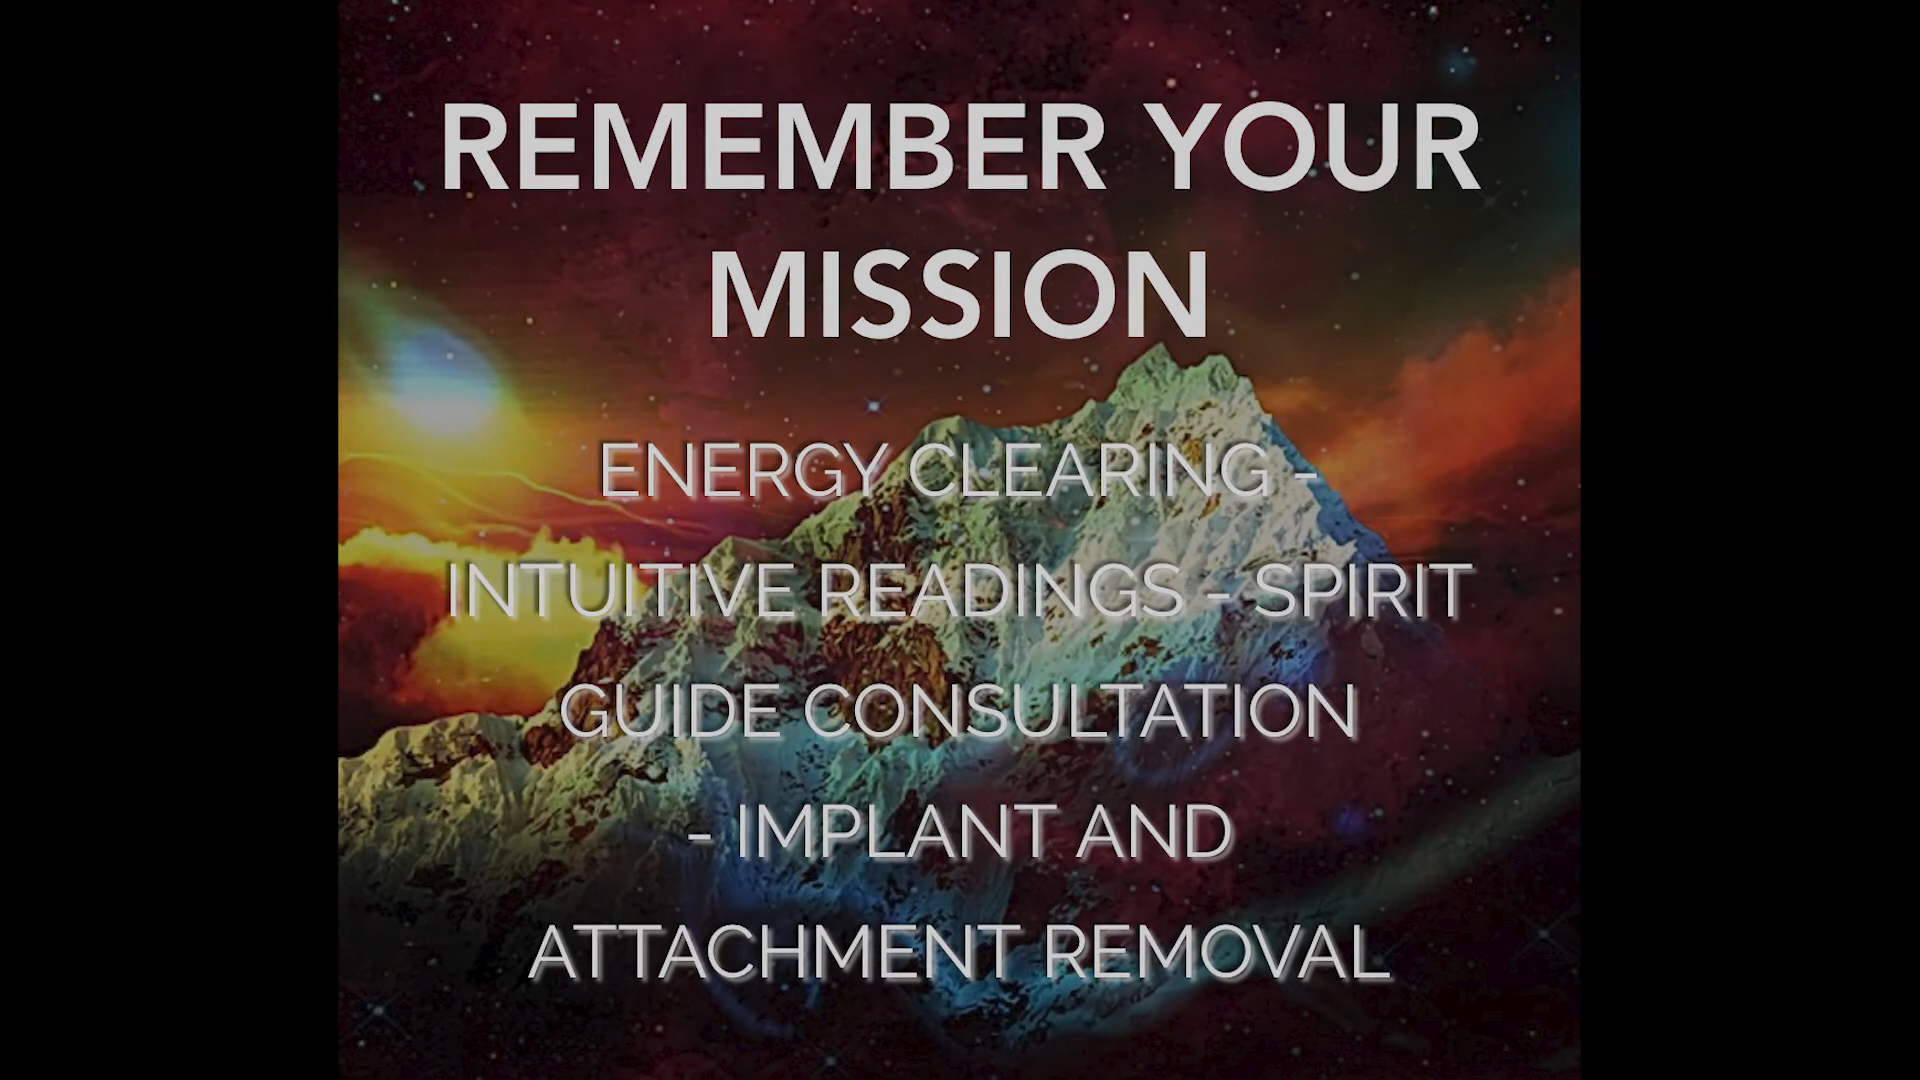 REMEMBER YOUR
MISSION
ENERGY CLEARING -
INTUITIVE READINGS - SPIRIT
GUIDE CONSULTATION
- IMPLANT AND
ATTACHMENT REMOVAL